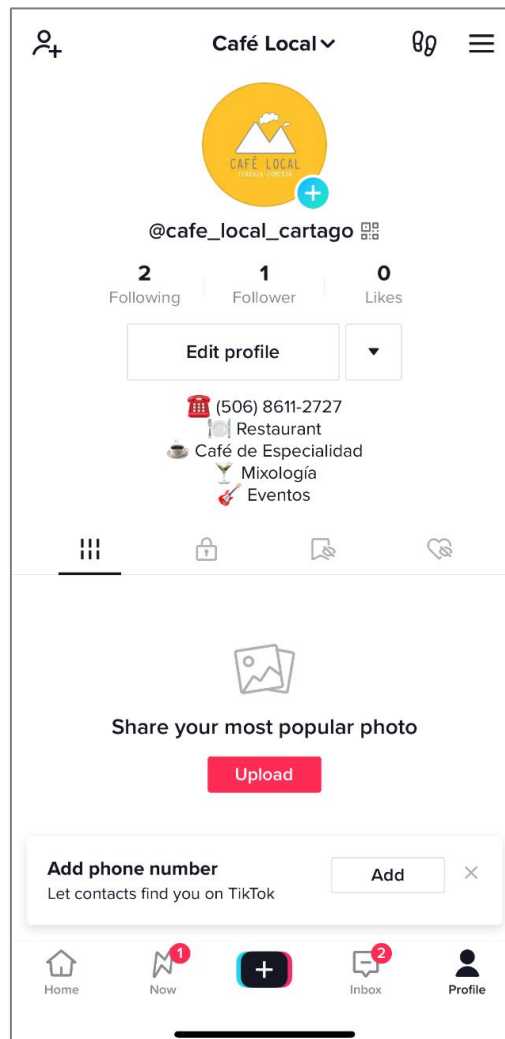 Café Local
CAFÉ LOCAL
TERRAZA-COMEDOR
@cafe_local_cartago
2 1 0
Following Follower Likes
Edit profile
(506) 8611-2727
Restaurant
Café de Especialidad
Mixología
Eventos
Share your most popular photo
Upload
Add phone number
Let contacts find you on TikTok
Add
1 2
Home Now Inbox Profile